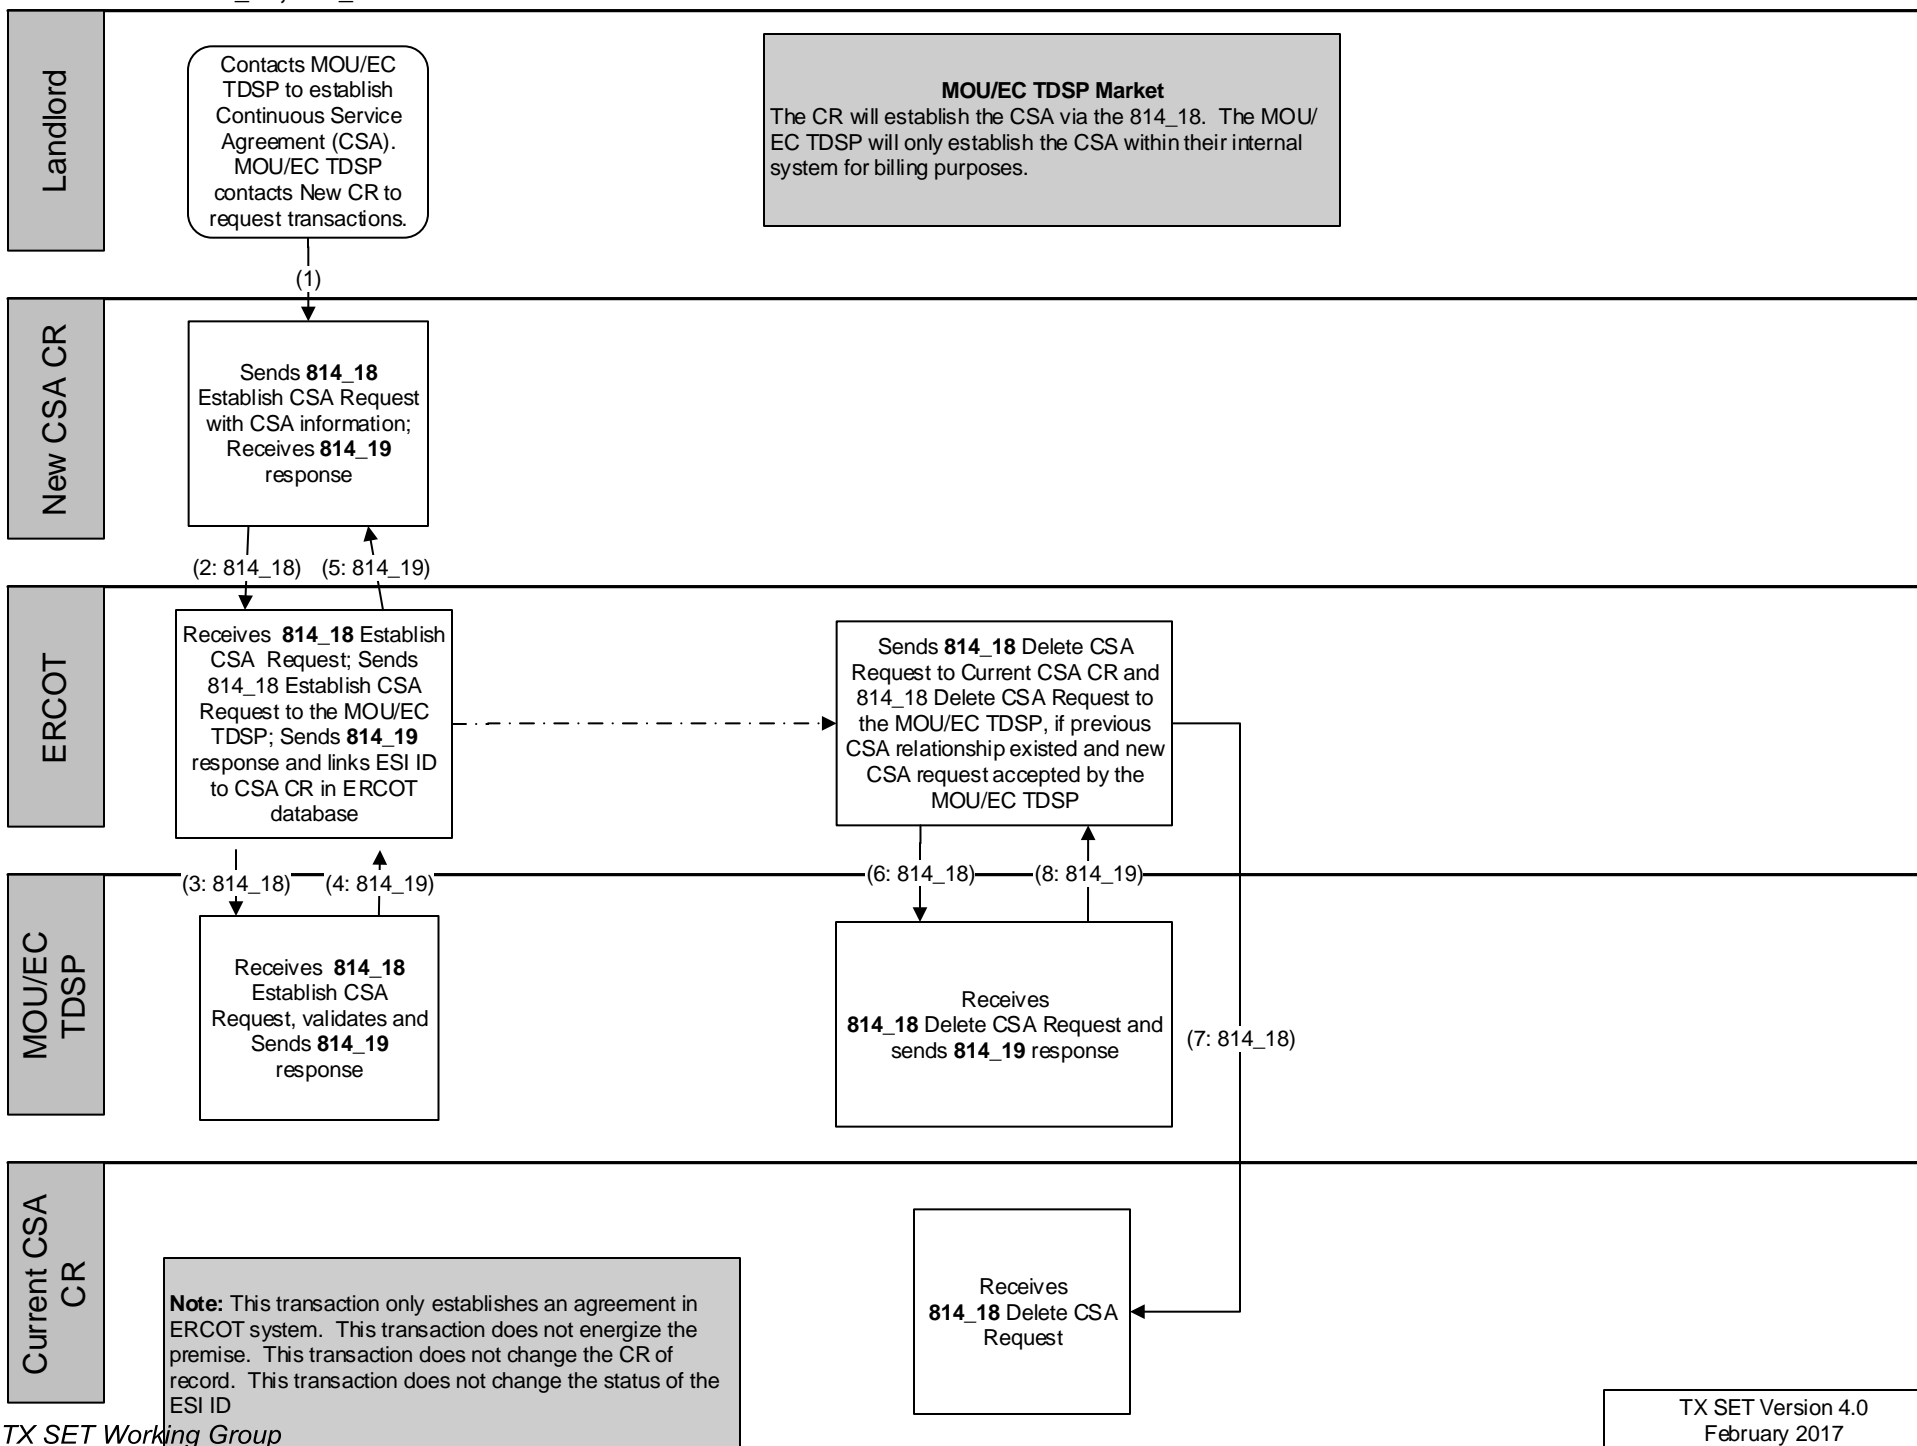 Landlord
Contacts MOU/EC
TDSP to establish
Continuous Service
Agreement (CSA).
MOU/EC TDSP
contacts New CR to
request transactions.
MOU/EC TDSP Market
The CR will establish the CSA via the 814_18. The MOU/
EC TDSP will only establish the CSA within their internal
system for billing purposes.
(1)
New CSA CR
Sends 814_18
Establish CSA Request
with CSA information;
Receives 814_19
response
(2: 814_18)
(5: 814_19)
ERCOT
Receives 814_18 Establish
CSA Request; Sends
814_18 Establish CSA
Request to the MOU/EC
TDSP; Sends 814_19
response and links ESI ID
to CSA CR in ERCOT
database
Sends 814_18 Delete CSA
Request to Current CSA CR and
814_18 Delete CSA Request to
the MOU/EC TDSP, if previous
CSA relationship existed and new
CSA request accepted by the
MOU/EC TDSP
(3: 814_18)
(4: 814_19)
(6: 814_18)
(8: 814_19)
MOU/EC
TDSP
Receives 814_18
Establish CSA
Request, validates and
Sends 814_19
response
Receives
814_18 Delete CSA Request and
sends 814_19 response
(7: 814_18)
Current CSA
CR
Receives
814_18 Delete CSA
Request
Note: This transaction only establishes an agreement in
ERCOT system. This transaction does not energize the
premise. This transaction does not change the CR of
record. This transaction does not change the status of the
ESI ID
TX SET Working Group
TX SET Version 4.0
February 2017